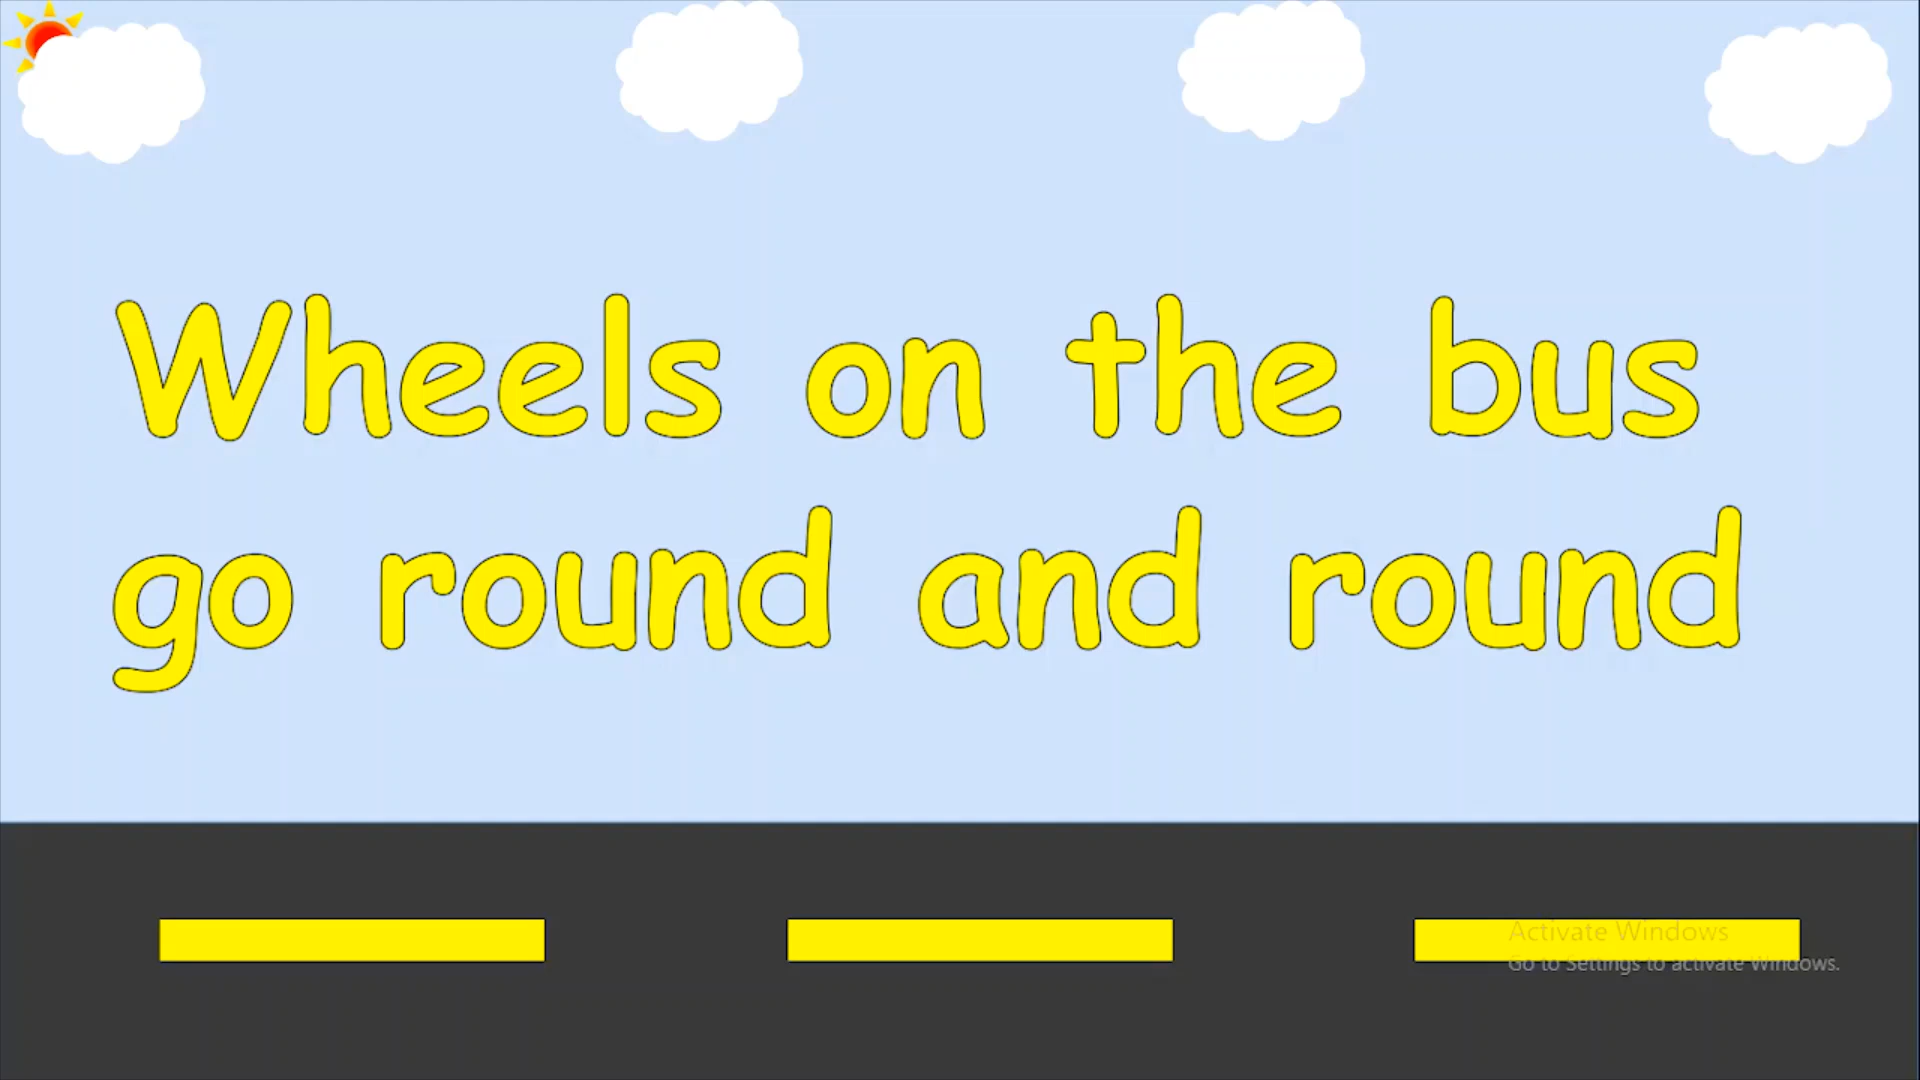 Wheels on the bus
go round and round
Activate Windows
Go to Settings to activate Windows.